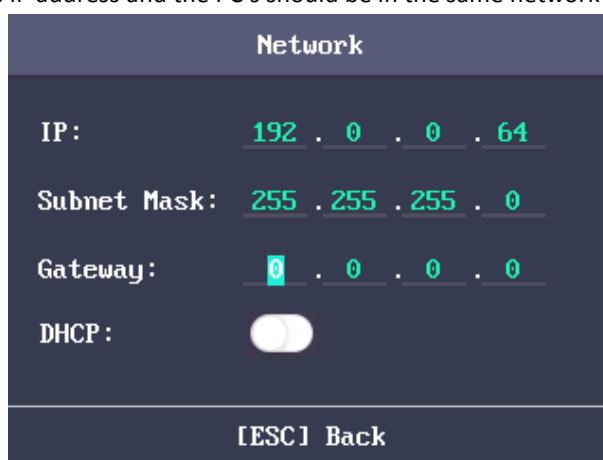 IP address and the PC's should be in the same network
Network
IP: 192 . 0 . 0 . 64
Subnet Mask: 255 . 255 . 255 . 0
Gateway: 0 . 0 . 0 . 0
DHCP:
[ESC] Back